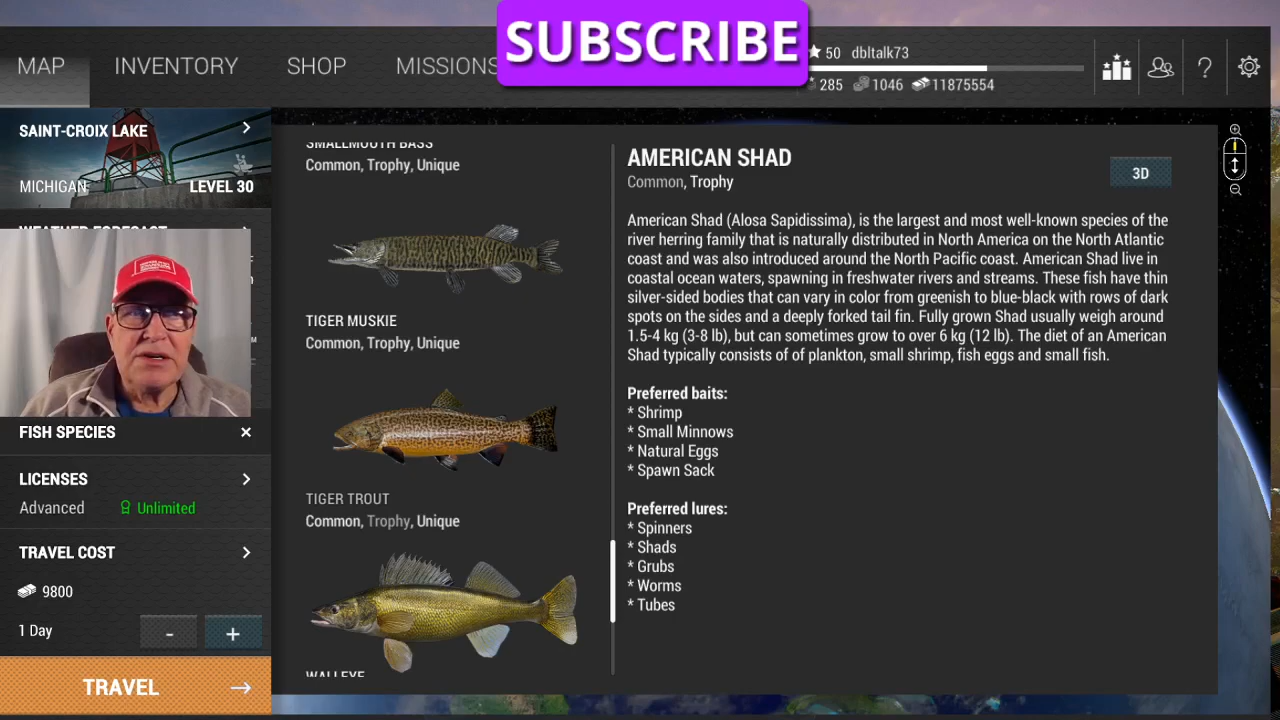 SUBSCRIBE
MAP
INVENTORY
SHOP
MISSIONS
50 dbltalk73
285 1046 11875554
?
SAINT-CROIX LAKE
MICHIGAN LEVEL 30
WEATHER FORECAST
FISH SPECIES
LICENSES
Advanced Unlimited
TRAVEL COST
9800
1 Day - +
TRAVEL
SMALLMOUTH BASS
Common, Trophy, Unique
TIGER MUSKIE
Common, Trophy, Unique
TIGER TROUT
Common, Trophy, Unique
WALLEYE
AMERICAN SHAD
Common, Trophy
3D
American Shad (Alosa Sapidissima), is the largest and most well-known species of the
river herring family that is naturally distributed in North America on the North Atlantic
coast and was also introduced around the North Pacific coast. American Shad live in
coastal ocean waters, spawning in freshwater rivers and streams. These fish have thin
silver-sided bodies that can vary in color from greenish to blue-black with rows of dark
spots on the sides and a deeply forked tail fin. Fully grown Shad usually weigh around
1.5-4 kg (3-8 lb), but can sometimes grow to over 6 kg (12 lb). The diet of an American
Shad typically consists of of plankton, small shrimp, fish eggs and small fish.
Preferred baits:
* Shrimp
* Small Minnows
* Natural Eggs
* Spawn Sack
Preferred lures:
* Spinners
* Shads
* Grubs
* Worms
* Tubes